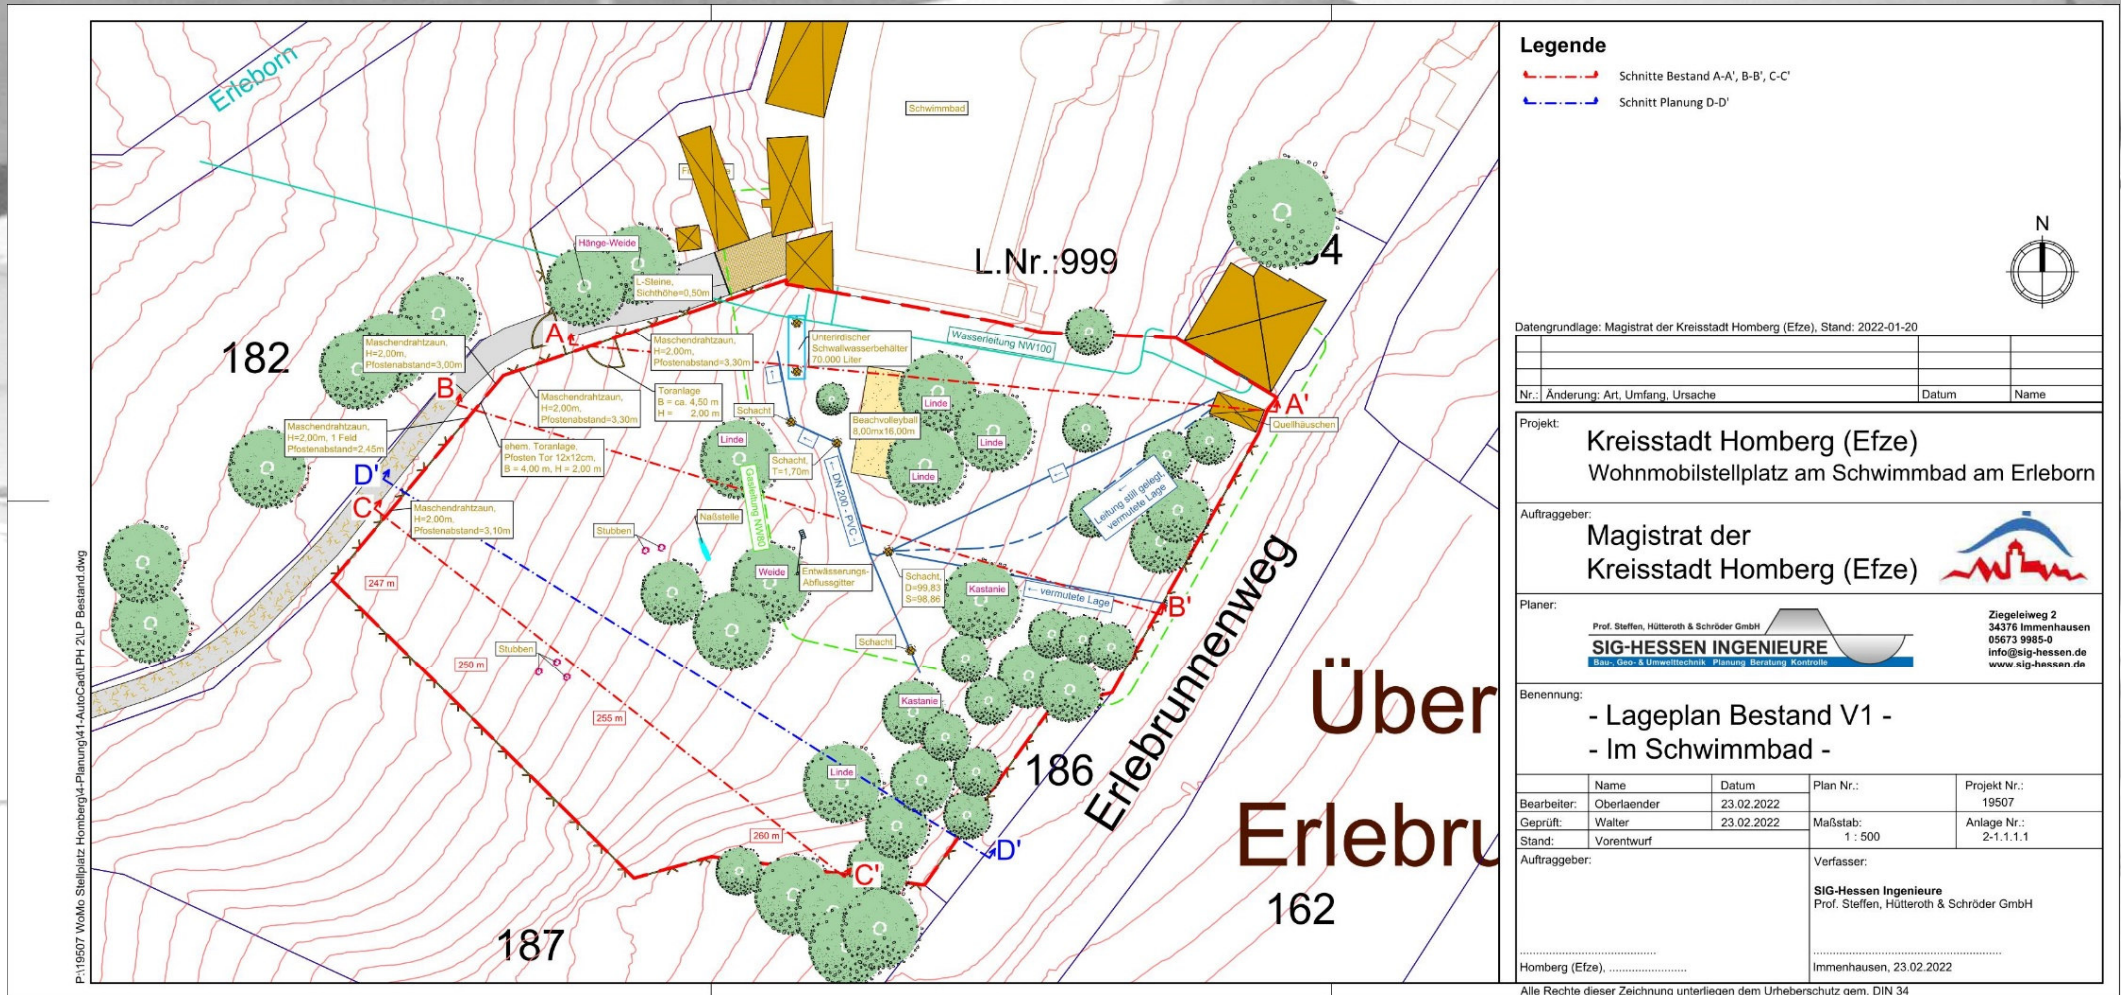 Erleborn
Schwimmbad
Hänge-Weide
L-Steine,
Sichthöhe=0,50m
L.Nr.:999
182
Maschendrahtzaun,
H=2,00m,
Pfostenabstand=3,00m
A
Maschendrahtzaun,
H=2,00m,
Pfostenabstand=3.30m
Unterirdischer
Schwallwasserbehälter
70.000 Liter
Wasserleitung NW100
B
Maschendrahtzaun,
H=2,00m,
Pfostenabstand=3,30m
Toranlage
B = ca. 4,50 m
H = 2.00 m
Schacht
Linde
Beachvolleyball
8,00mx16,00m
Linde
Linde
Linde
A'
Quellhäuschen
Maschendrahtzaun,
H=2,00m, 1 Feld
Pfostenabstand=2,45m
ehem. Toranlage,
Pfosten Tor 12x12cm,
B = 4,00 m, H = 2,00 m
Schacht,
T=1,70m
D'
C
Maschendrahtzaun,
H=2.00m,
Pfostenabstand=3,10m
Gasleitung NW80
← DN 200 - PVC -
Leitung still gelegt
vermutete Lage
Stubben
Naßstelle
247 m
Weide
Entwässerungs-
Abflussgitter
Schacht,
D=99,83
S=98,86
Kastanie
← vermutete Lage
B'
Schacht
Stubben
250 m
255 m
Kastanie
Linde
260 m
C'
D'
186
Erlebrunnenweg
Über
Erlebru
162
187
P:\19507 WoMo Stellplatz Homberg\4-Planung\41-AutoCad\LPH 2\LP Bestand.dwg
Legende
Schnitte Bestand A-A', B-B', C-C'
Schnitt Planung D-D'
N
Datengrundlage: Magistrat der Kreisstadt Homberg (Efze), Stand: 2022-01-20
Nr.: Änderung: Art, Umfang, Ursache Datum Name
Projekt:
Kreisstadt Homberg (Efze)
Wohnmobilstellplatz am Schwimmbad am Erleborn
Auftraggeber:
Magistrat der
Kreisstadt Homberg (Efze)
Planer:
Prof. Steffen, Hütteroth & Schröder GmbH
SIG-HESSEN INGENIEURE
Bau-, Geo- & Umwelttechnik Planung Beratung Kontrolle
Ziegeleiweg 2
34376 Immenhausen
05673 9985-0
info@sig-hessen.de
www.sig-hessen.de
Benennung:
- Lageplan Bestand V1 -
- Im Schwimmbad -
Name Datum Plan Nr.: Projekt Nr.:
Bearbeiter: Oberlaender 23.02.2022 19507
Geprüft: Walter 23.02.2022 Maßstab: Anlage Nr.:
Stand: Vorentwurf 1 : 500 2-1.1.1.1
Auftraggeber: Verfasser:
SIG-Hessen Ingenieure
Prof. Steffen, Hütteroth & Schröder GmbH
Homberg (Efze), ........................ Immenhausen, 23.02.2022
Alle Rechte dieser Zeichnung unterliegen dem Urheberschutz gem. DIN 34